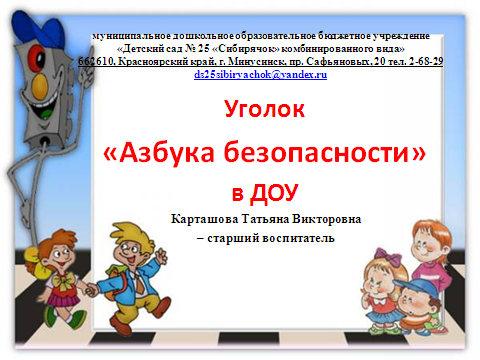 муниципальное дошкольное образовательное бюджетное учреждение
«Детский сад № 25 «Сибирячок» комбинированного вида»
662610, Красноярский край, г. Минусинск, пр. Сафьяновых, 20 тел. 2-68-29
ds25sibiryachok@yandex.ru
Уголок
«Азбука безопасности»
в ДОУ
Карташова Татьяна Викторовна
– старший воспитатель